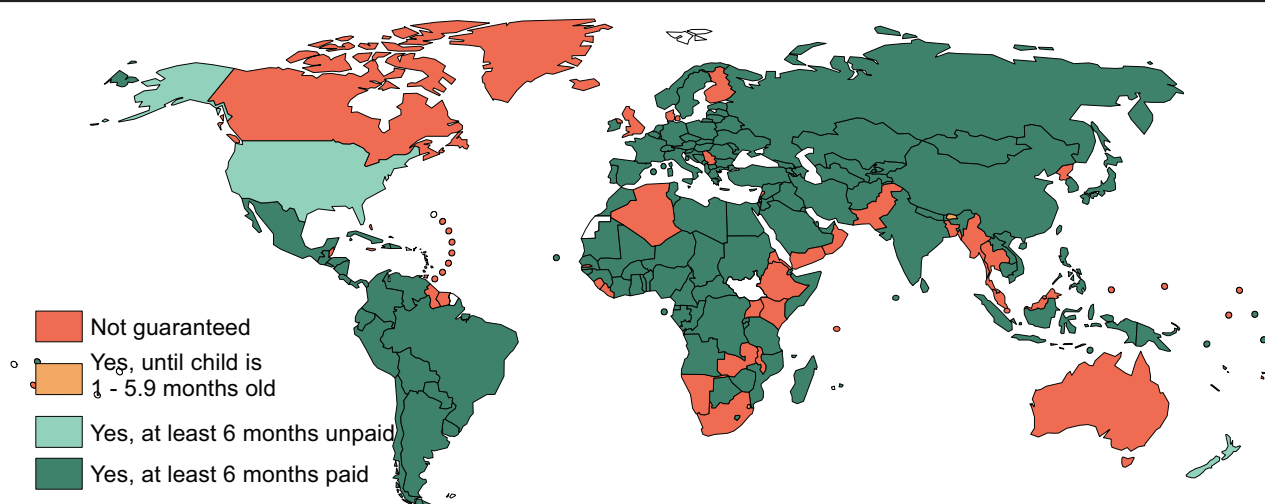 Not guaranteed
Yes, until child is
1 - 5.9 months old
Yes, at least 6 months unpaid
Yes, at least 6 months paid